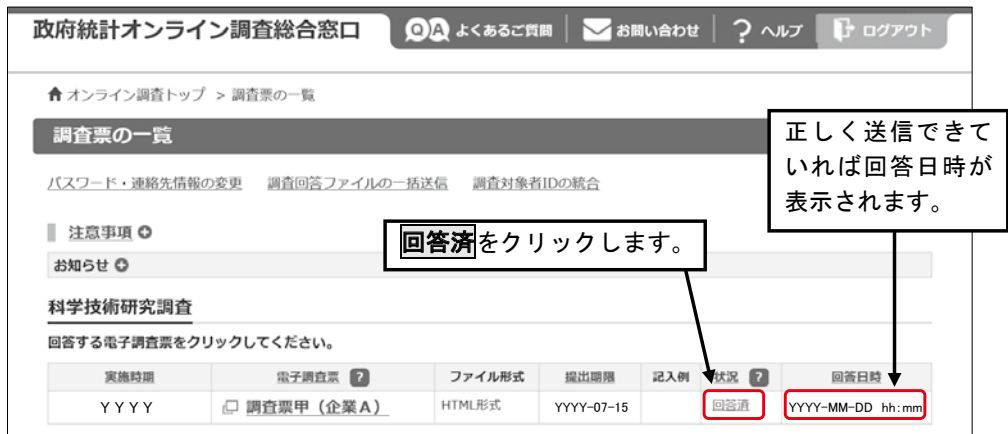 政府統計オンライン調査総合窓口
QA よくあるご質問
お問い合わせ
? ヘルプ
ログアウト
オンライン調査トップ > 調査票の一覧
調査票の一覧
正しく送信できて
いれば回答日時が
表示されます。
パスワード・連絡先情報の変更 調査回答ファイルの一括送信 調査対象者IDの統合
注意事項
回答済をクリックします。
お知らせ
科学技術研究調査
回答する電子調査票をクリックしてください。
実施時期 電子調査票 ? ファイル形式 提出期限 記入例 状況 ? 回答日時
YYYY 調査票甲（企業A） HTML形式 YYYY-07-15 回答済 YYYY-MM-DD hh:mm